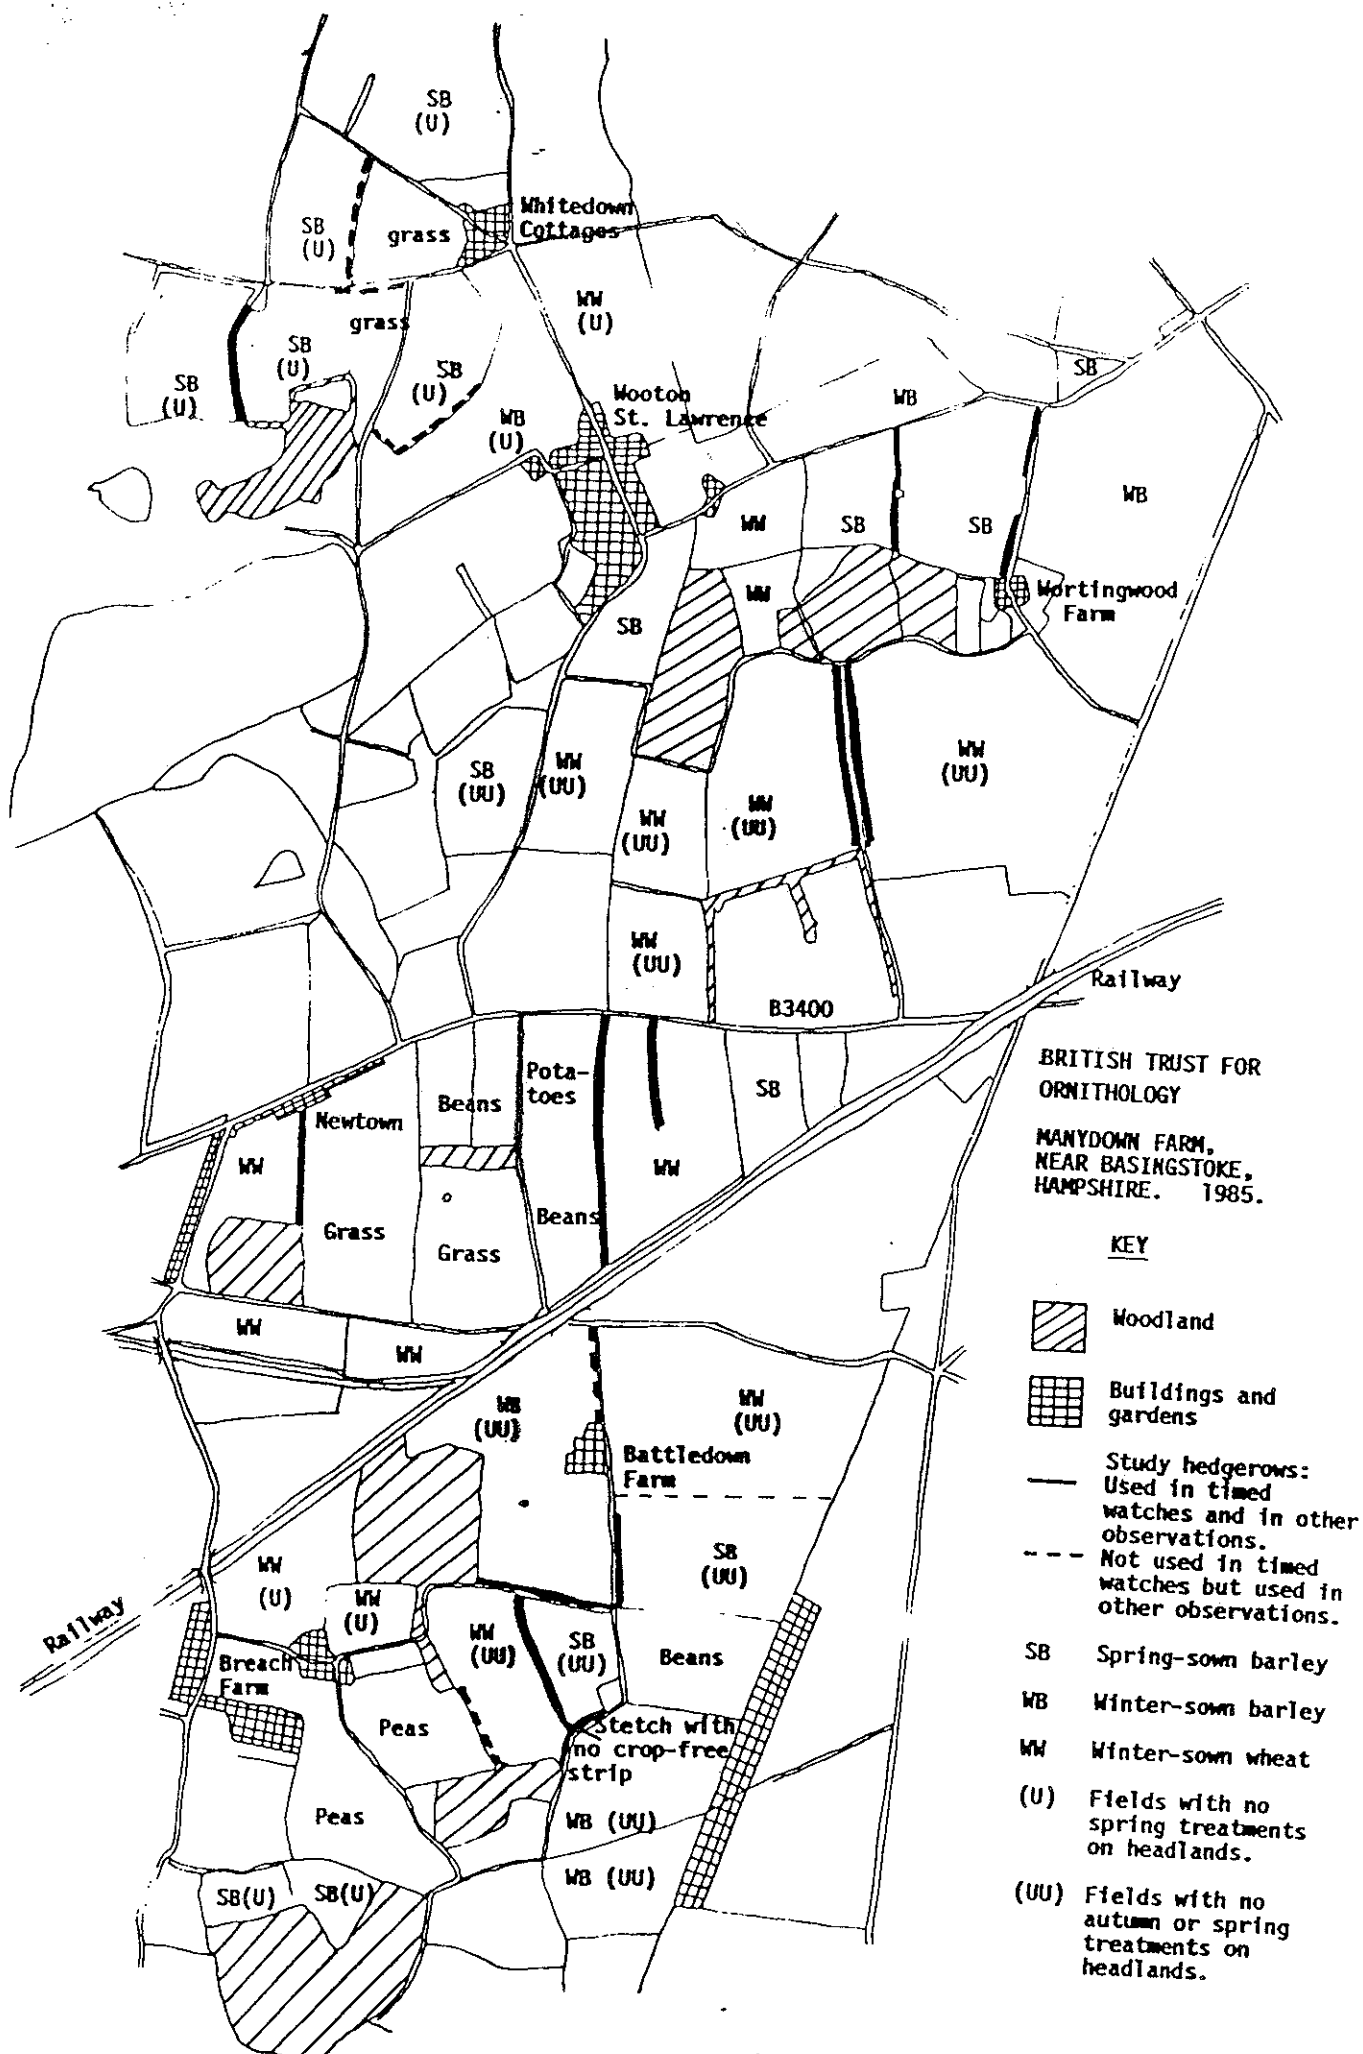 SB
(U)
Whitedown
Cottages
SB
(U)
grass
WW
(U)
grass
SB
(U)
SB
(U)
SB
(U)
SB
WB
Wooton
St. Lawrence
WB
(U)
WB
WW
SB
SB
WW
Wortingwood
Farm
SB
WW
(UU)
WW
(UU)
SB
(UU)
WW
(UU)
WW
(UU)
WW
(UU)
Railway
B3400
Pota-
toes
Beans
SB
Newtown
WW
WW
Grass
Beans
Grass
WW
WW
WB
(UU)
WW
(UU)
Battledown
Farm
SB
(UU)
WW
(U)
WW
(U)
Railway
WW
(UU)
SB
(UU)
Beans
Breach
Farm
Peas
Stetch with
no crop-free
strip
Peas
WB (UU)
WB (UU)
SB(U)
SB(U)
BRITISH TRUST FOR
ORNITHOLOGY
MANYDOWN FARM,
NEAR BASINGSTOKE,
HAMPSHIRE. 1985.
KEY
Woodland
Buildings and
gardens
Study hedgerows:
Used in timed
watches and in other
observations.
Not used in timed
watches but used in
other observations.
SB Spring-sown barley
WB Winter-sown barley
WW Winter-sown wheat
(U) Fields with no
spring treatments
on headlands.
(UU) Fields with no
autumn or spring
treatments on
headlands.